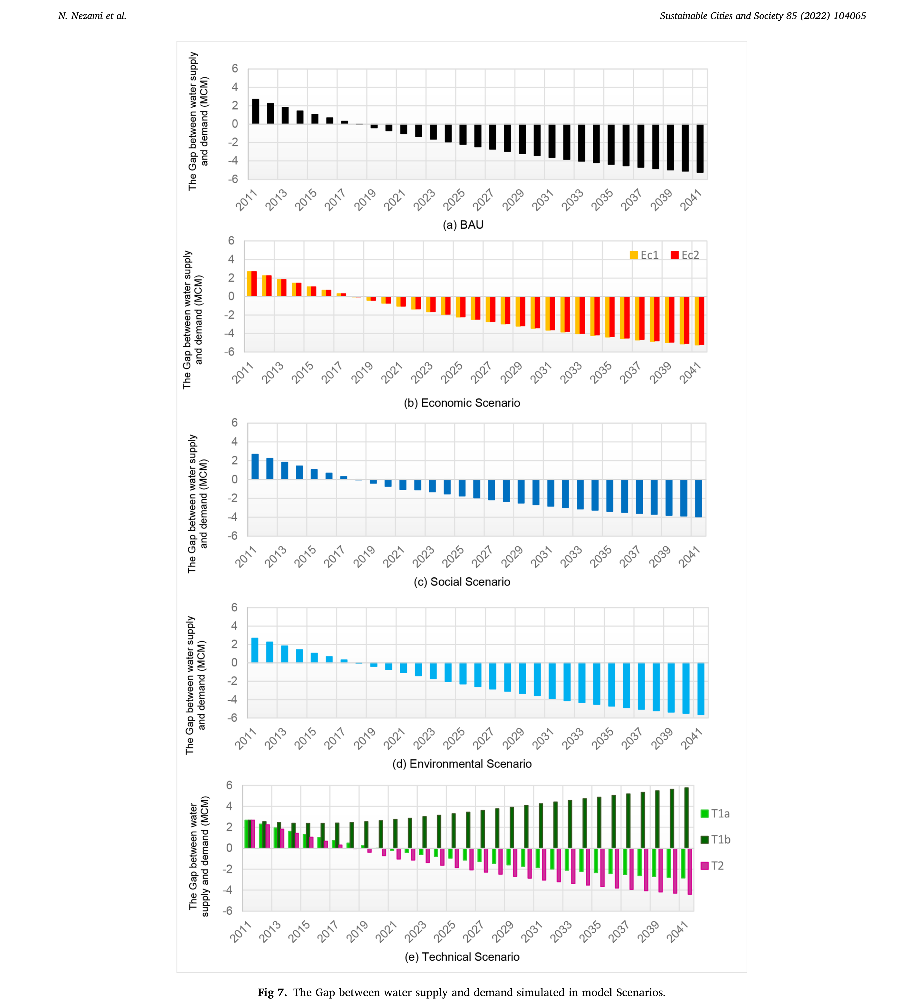 N. Nezami et al.
Sustainable Cities and Society 85 (2022) 104065
The Gap between water supply
and demand (MCM)
6
4
2
0
-2
-4
-6
2011 2013 2015 2017 2019 2021 2023 2025 2027 2029 2031 2033 2035 2037 2039 2041
(a) BAU
The Gap between water supply
and demand (MCM)
6
4
2
0
-2
-4
-6
Ec1 Ec2
2011 2013 2015 2017 2019 2021 2023 2025 2027 2029 2031 2033 2035 2037 2039 2041
(b) Economic Scenario
The Gap between water supply
and demand (MCM)
6
4
2
0
-2
-4
-6
2011 2013 2015 2017 2019 2021 2023 2025 2027 2029 2031 2033 2035 2037 2039 2041
(c) Social Scenario
The Gap between water supply
and demand (MCM)
6
4
2
0
-2
-4
-6
2011 2013 2015 2017 2019 2021 2023 2025 2027 2029 2031 2033 2035 2037 2039 2041
(d) Environmental Scenario
The Gap between water
supply and demand (MCM)
6
4
2
0
-2
-4
-6
T1a
T1b
T2
2011 2013 2015 2017 2019 2021 2023 2025 2027 2029 2031 2033 2035 2037 2039 2041
(e) Technical Scenario
Fig 7. The Gap between water supply and demand simulated in model Scenarios.